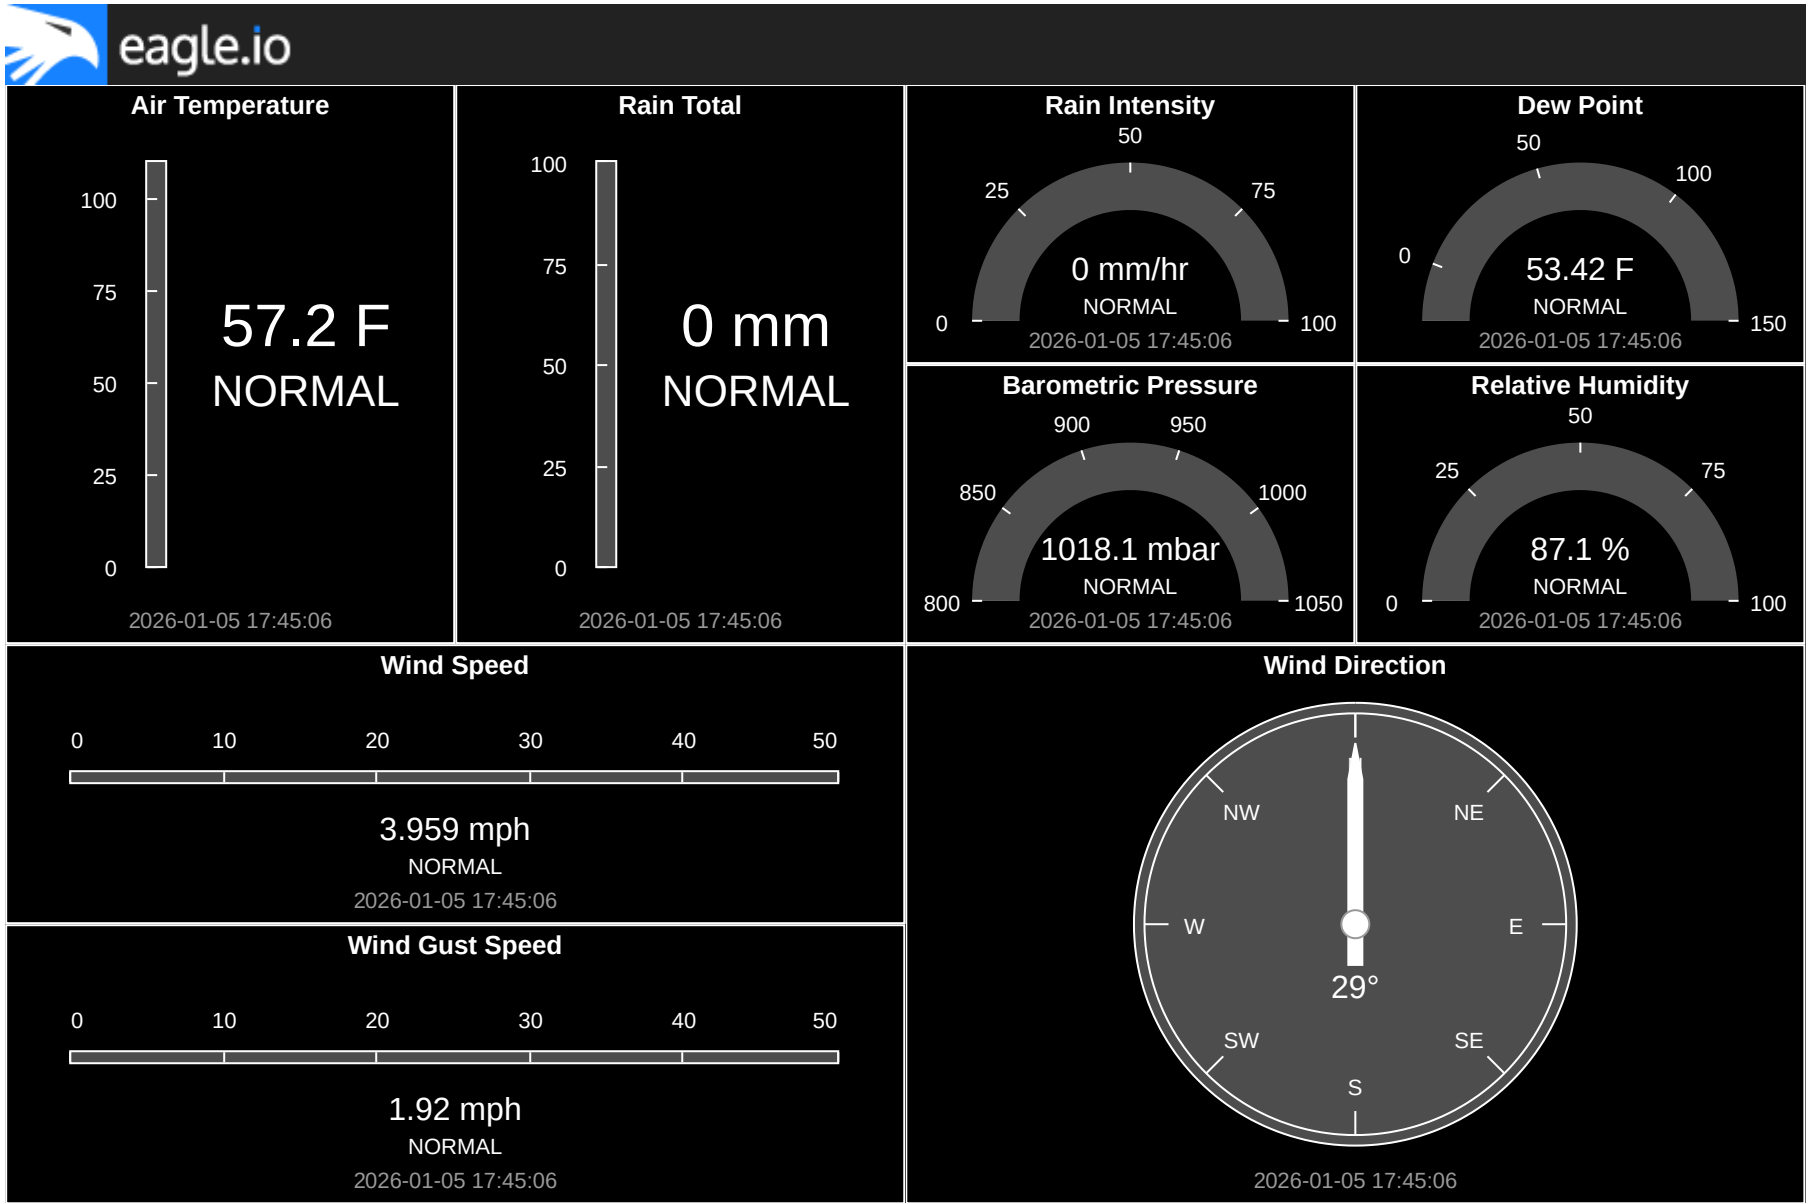 eagle.io
Air Temperature
100
75
50
25
0
57.2 F
NORMAL
2026-01-05 17:45:06
Rain Total
100
75
50
25
0
0 mm
NORMAL
2026-01-05 17:45:06
Rain Intensity
50
25
75
0
100
0 mm/hr
NORMAL
2026-01-05 17:45:06
Dew Point
50
100
0
150
53.42 F
NORMAL
2026-01-05 17:45:06
Barometric Pressure
900
950
850
1000
800
1050
1018.1 mbar
NORMAL
2026-01-05 17:45:06
Relative Humidity
50
25
75
0
100
87.1 %
NORMAL
2026-01-05 17:45:06
Wind Speed
0 10 20 30 40 50
3.959 mph
NORMAL
2026-01-05 17:45:06
Wind Gust Speed
0 10 20 30 40 50
1.92 mph
NORMAL
2026-01-05 17:45:06
Wind Direction
NW NE
W E
29°
SW SE
S
2026-01-05 17:45:06